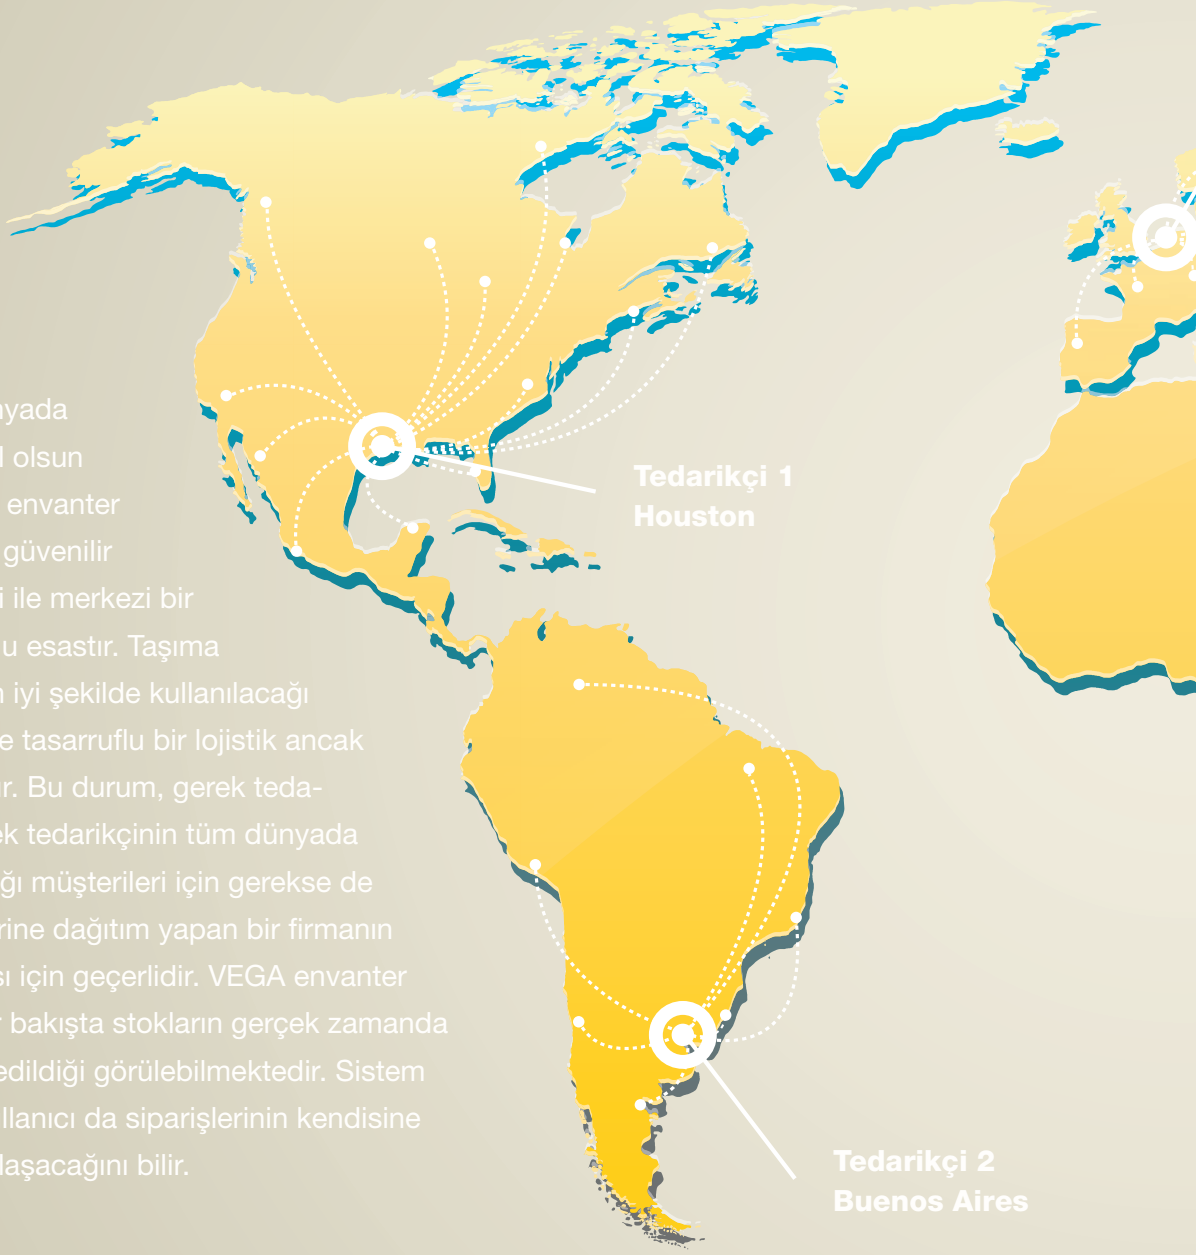 nyada
l olsun
envanter
güvenilir
i ile merkezi bir
u esastır. Taşıma
n iyi şekilde kullanılacağı
e tasarruflu bir lojistik ancak
ır. Bu durum, gerek teda-
ek tedarikçinin tüm dünyada
ğı müşterileri için gerekse de
erine dağıtım yapan bir firmanın
sı için geçerlidir. VEGA envanter
r bakışta stokların gerçek zamanda
edildiği görülebilmektedir. Sistem
ullanıcı da siparişlerinin kendisine
laşacağını bilir.
Tedarikçi 1
Houston
Tedarikçi 2
Buenos Aires